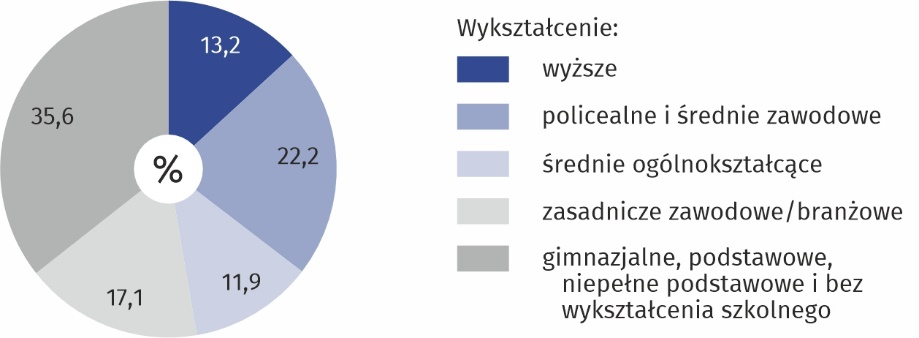 13,2
22,2
11,9
17,1
35,6
%
Wykształcenie:
wyższe
policealne i średnie zawodowe
średnie ogólnokształcące
zasadnicze zawodowe/branżowe
gimnazjalne, podstawowe,
niepełne podstawowe i bez
wykształcenia szkolnego